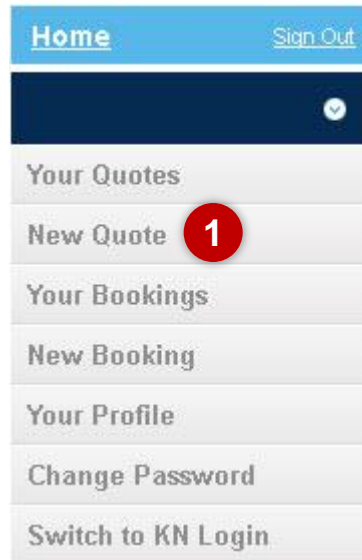 Home Sign Out
Your Quotes
New Quote 1
Your Bookings
New Booking
Your Profile
Change Password
Switch to KN Login